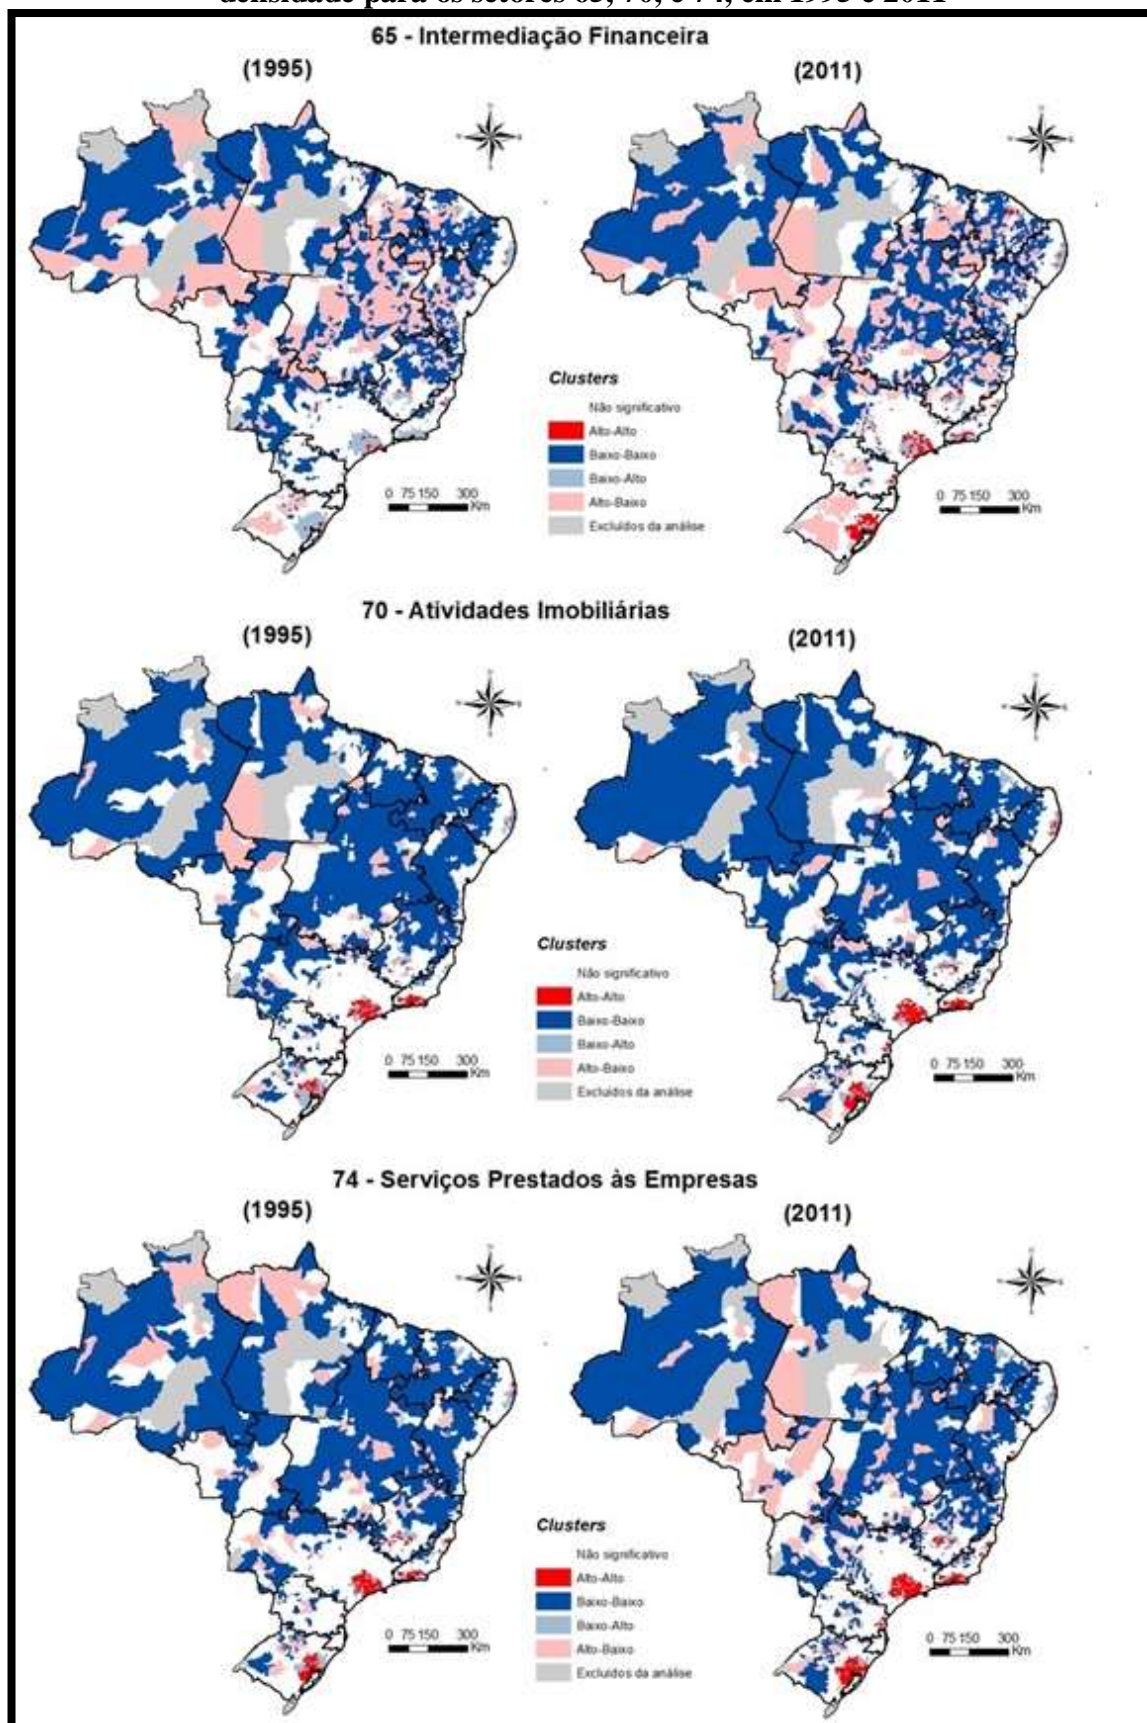 densidade para os setores 65, 70, e 74, em 1995 e 2011
65 - Intermediação Financeira
(1995)
(2011)
Clusters
Não significativo
Alto-Alto
Baixo-Baixo
Baixo-Alto
Alto-Baixo
Excluídos da análise
0 75 150 300
Km
0 75 150 300
Km
70 - Atividades Imobiliárias
(1995)
(2011)
Clusters
Não significativo
Alto-Alto
Baixo-Baixo
Baixo-Alto
Alto-Baixo
Excluídos da análise
0 75 150 300
Km
0 75 150 300
Km
74 - Serviços Prestados às Empresas
(1995)
(2011)
Clusters
Não significativo
Alto-Alto
Baixo-Baixo
Baixo-Alto
Alto-Baixo
Excluídos da análise
0 75 150 300
Km
0 75 150 300
Km